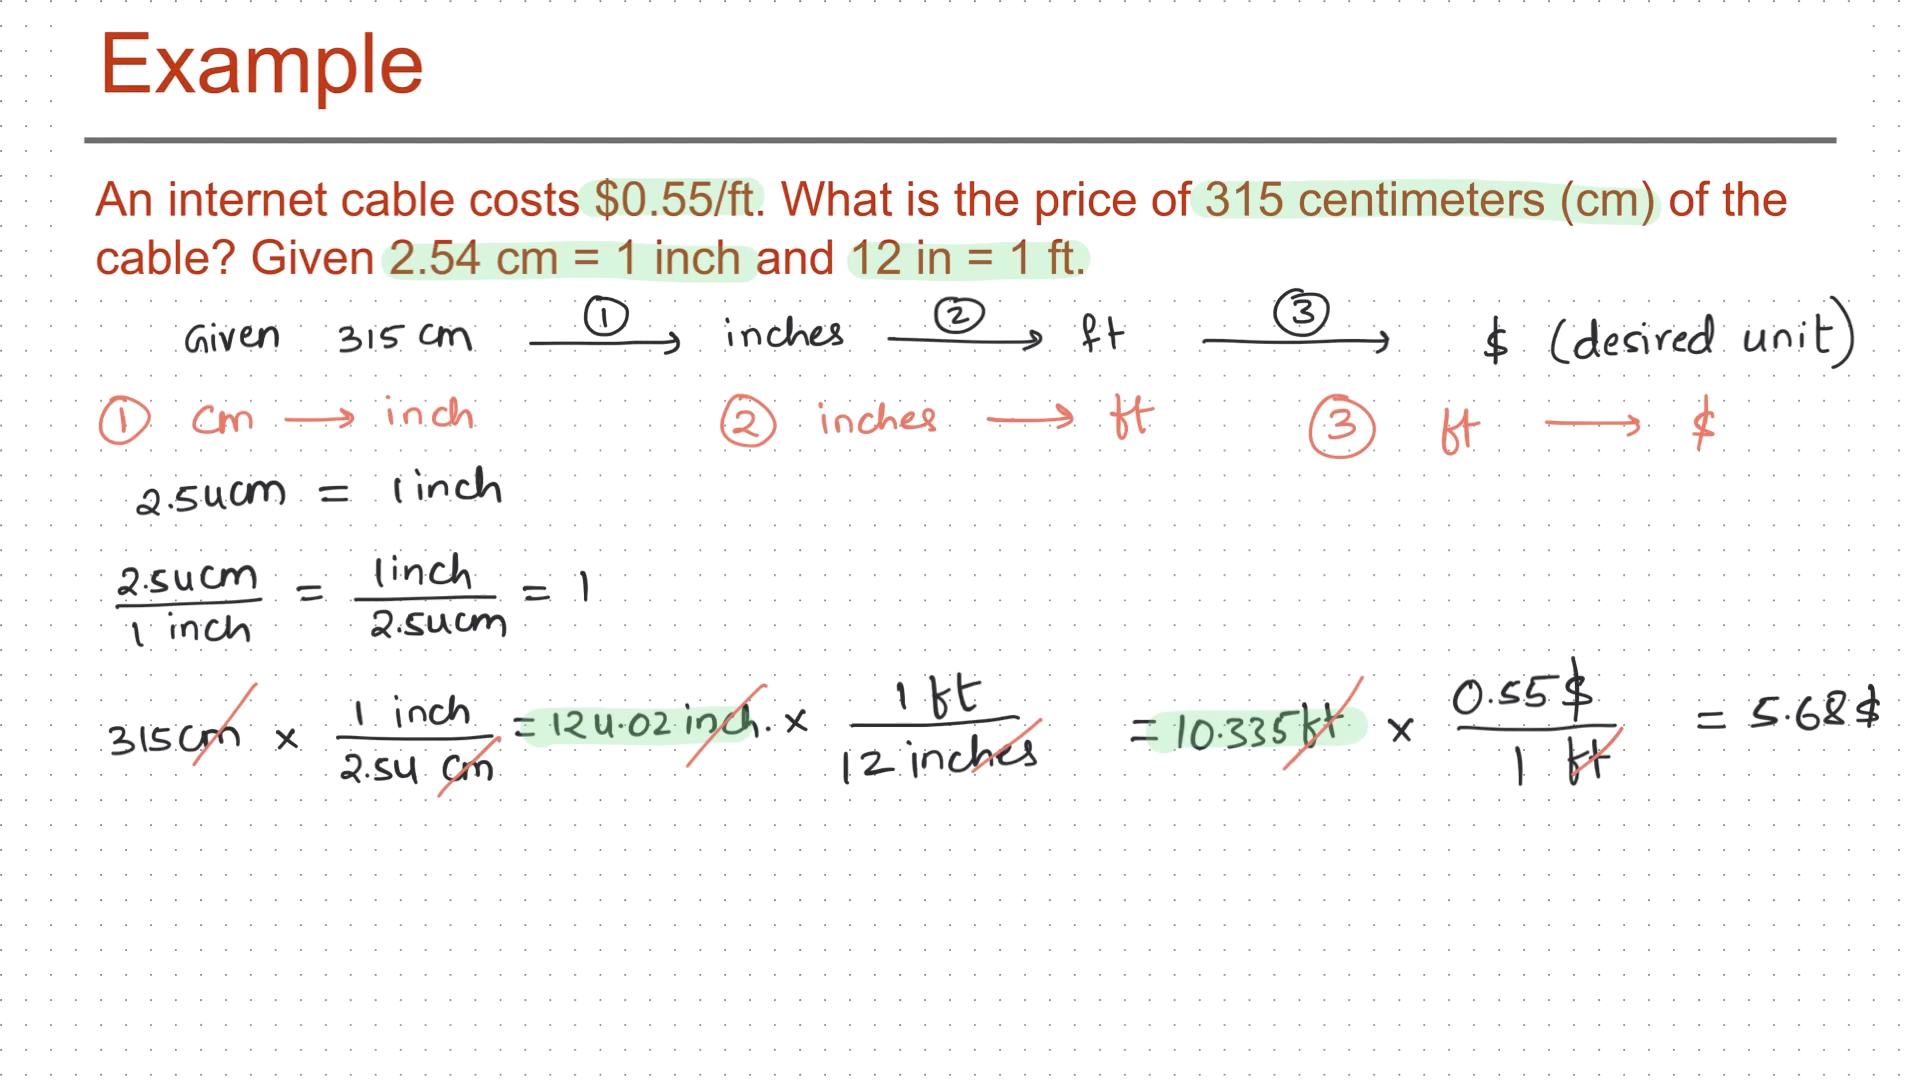 Example
An internet cable costs $0.55/ft. What is the price of 315 centimeters (cm) of the
cable? Given 2.54 cm = 1 inch and 12 in = 1 ft.
Given 315 cm ① → inches ② → ft ③ → $ (desired unit)
① cm → inch ② inches → ft ③ ft → $
2.54cm = 1 inch
2.54cm / 1 inch = 1 inch / 2.54cm = 1
315cm × 1 inch / 2.54 cm = 124.02 inch. × 1 ft / 12 inches = 10.335ft × 0.55$ / 1 ft = 5.68$